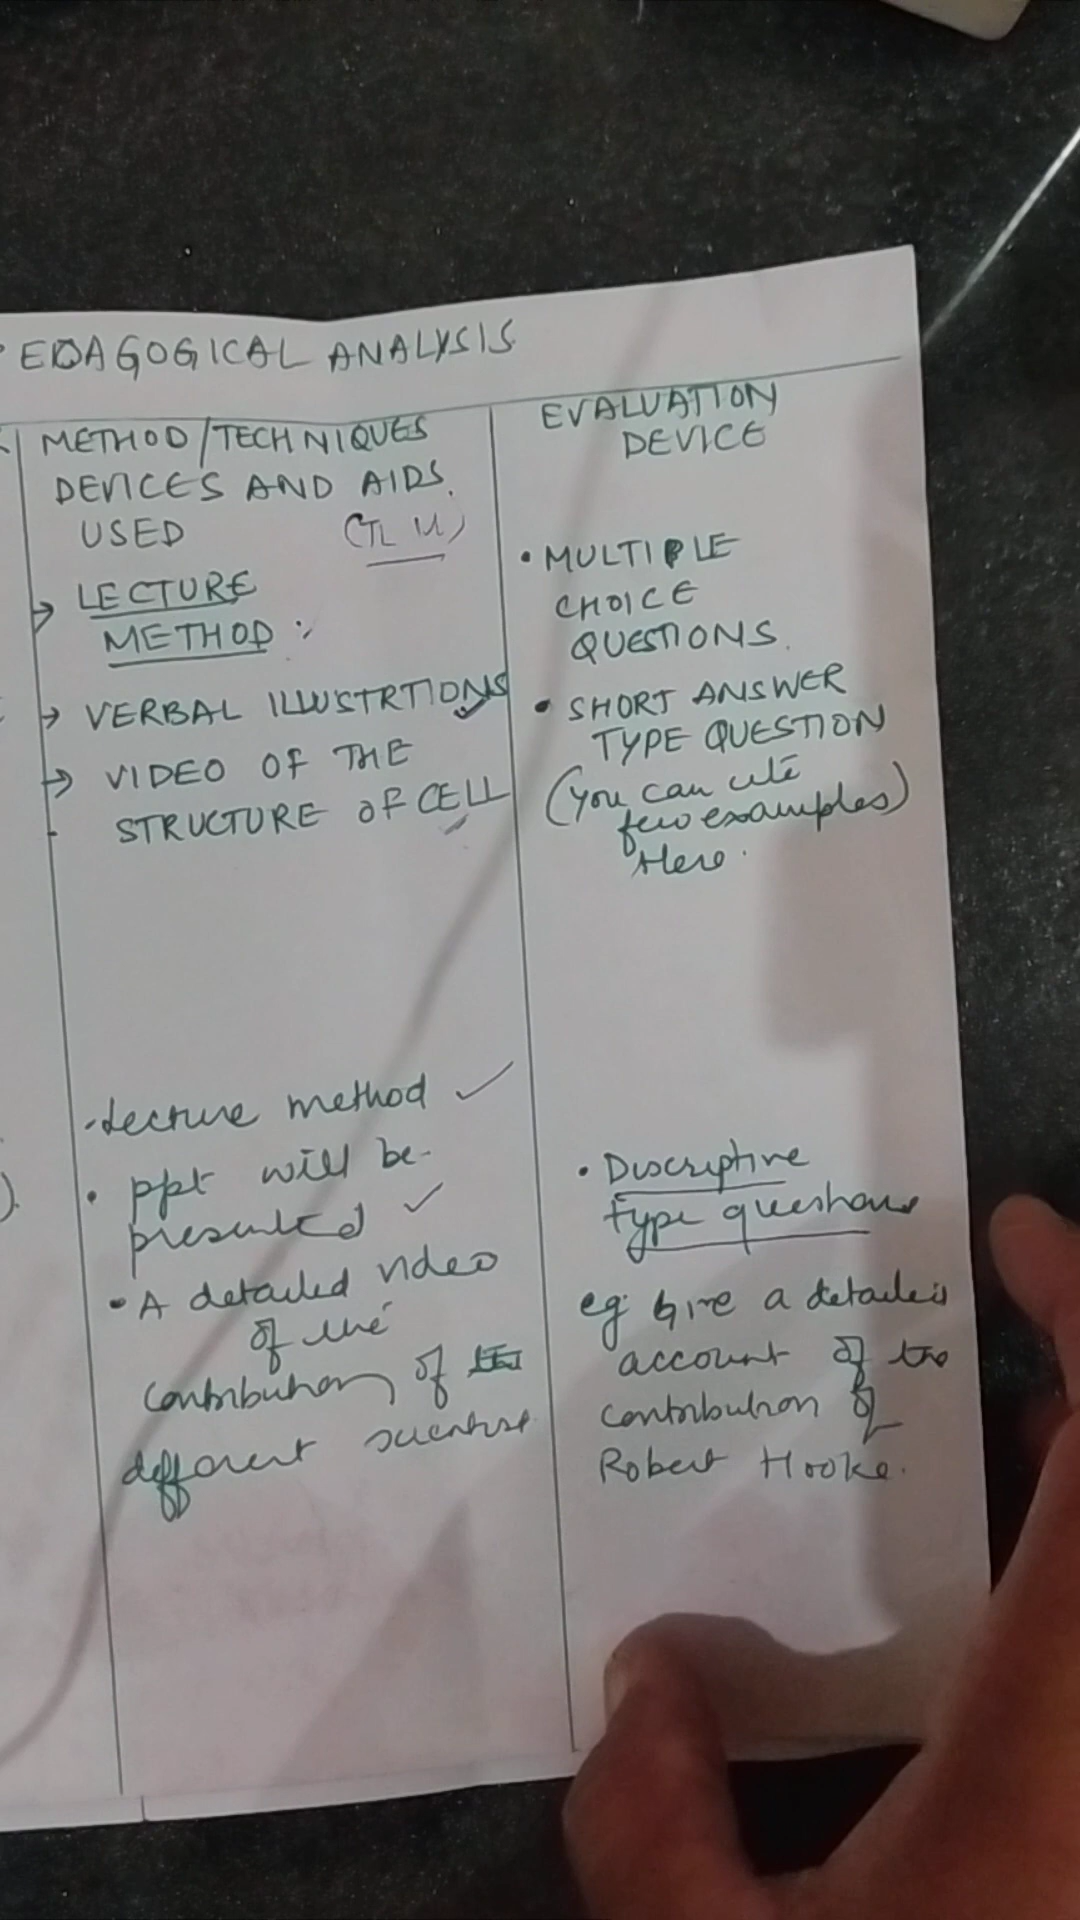 PEDAGOGICAL ANALYSIS
METHOD/TECHNIQUES
DEVICES AND AIDS.
USED
LECTURE
METHOD :-
VERBAL ILLUSTRTIONS
VIDEO OF THE
STRUCTURE OF CELL
Lecture method
ppt will be
presented
A detailed video
of the
contribution of
different scientist
EVALUATION
DEVICE
MULTIPLE
CHOICE
QUESTIONS.
SHORT ANSWER
TYPE QUESTION
(You can cite
few examples)
Here.
Discriptive
type questions
eg: Give a detailed
account of the
contribution of
Robert Hooke.